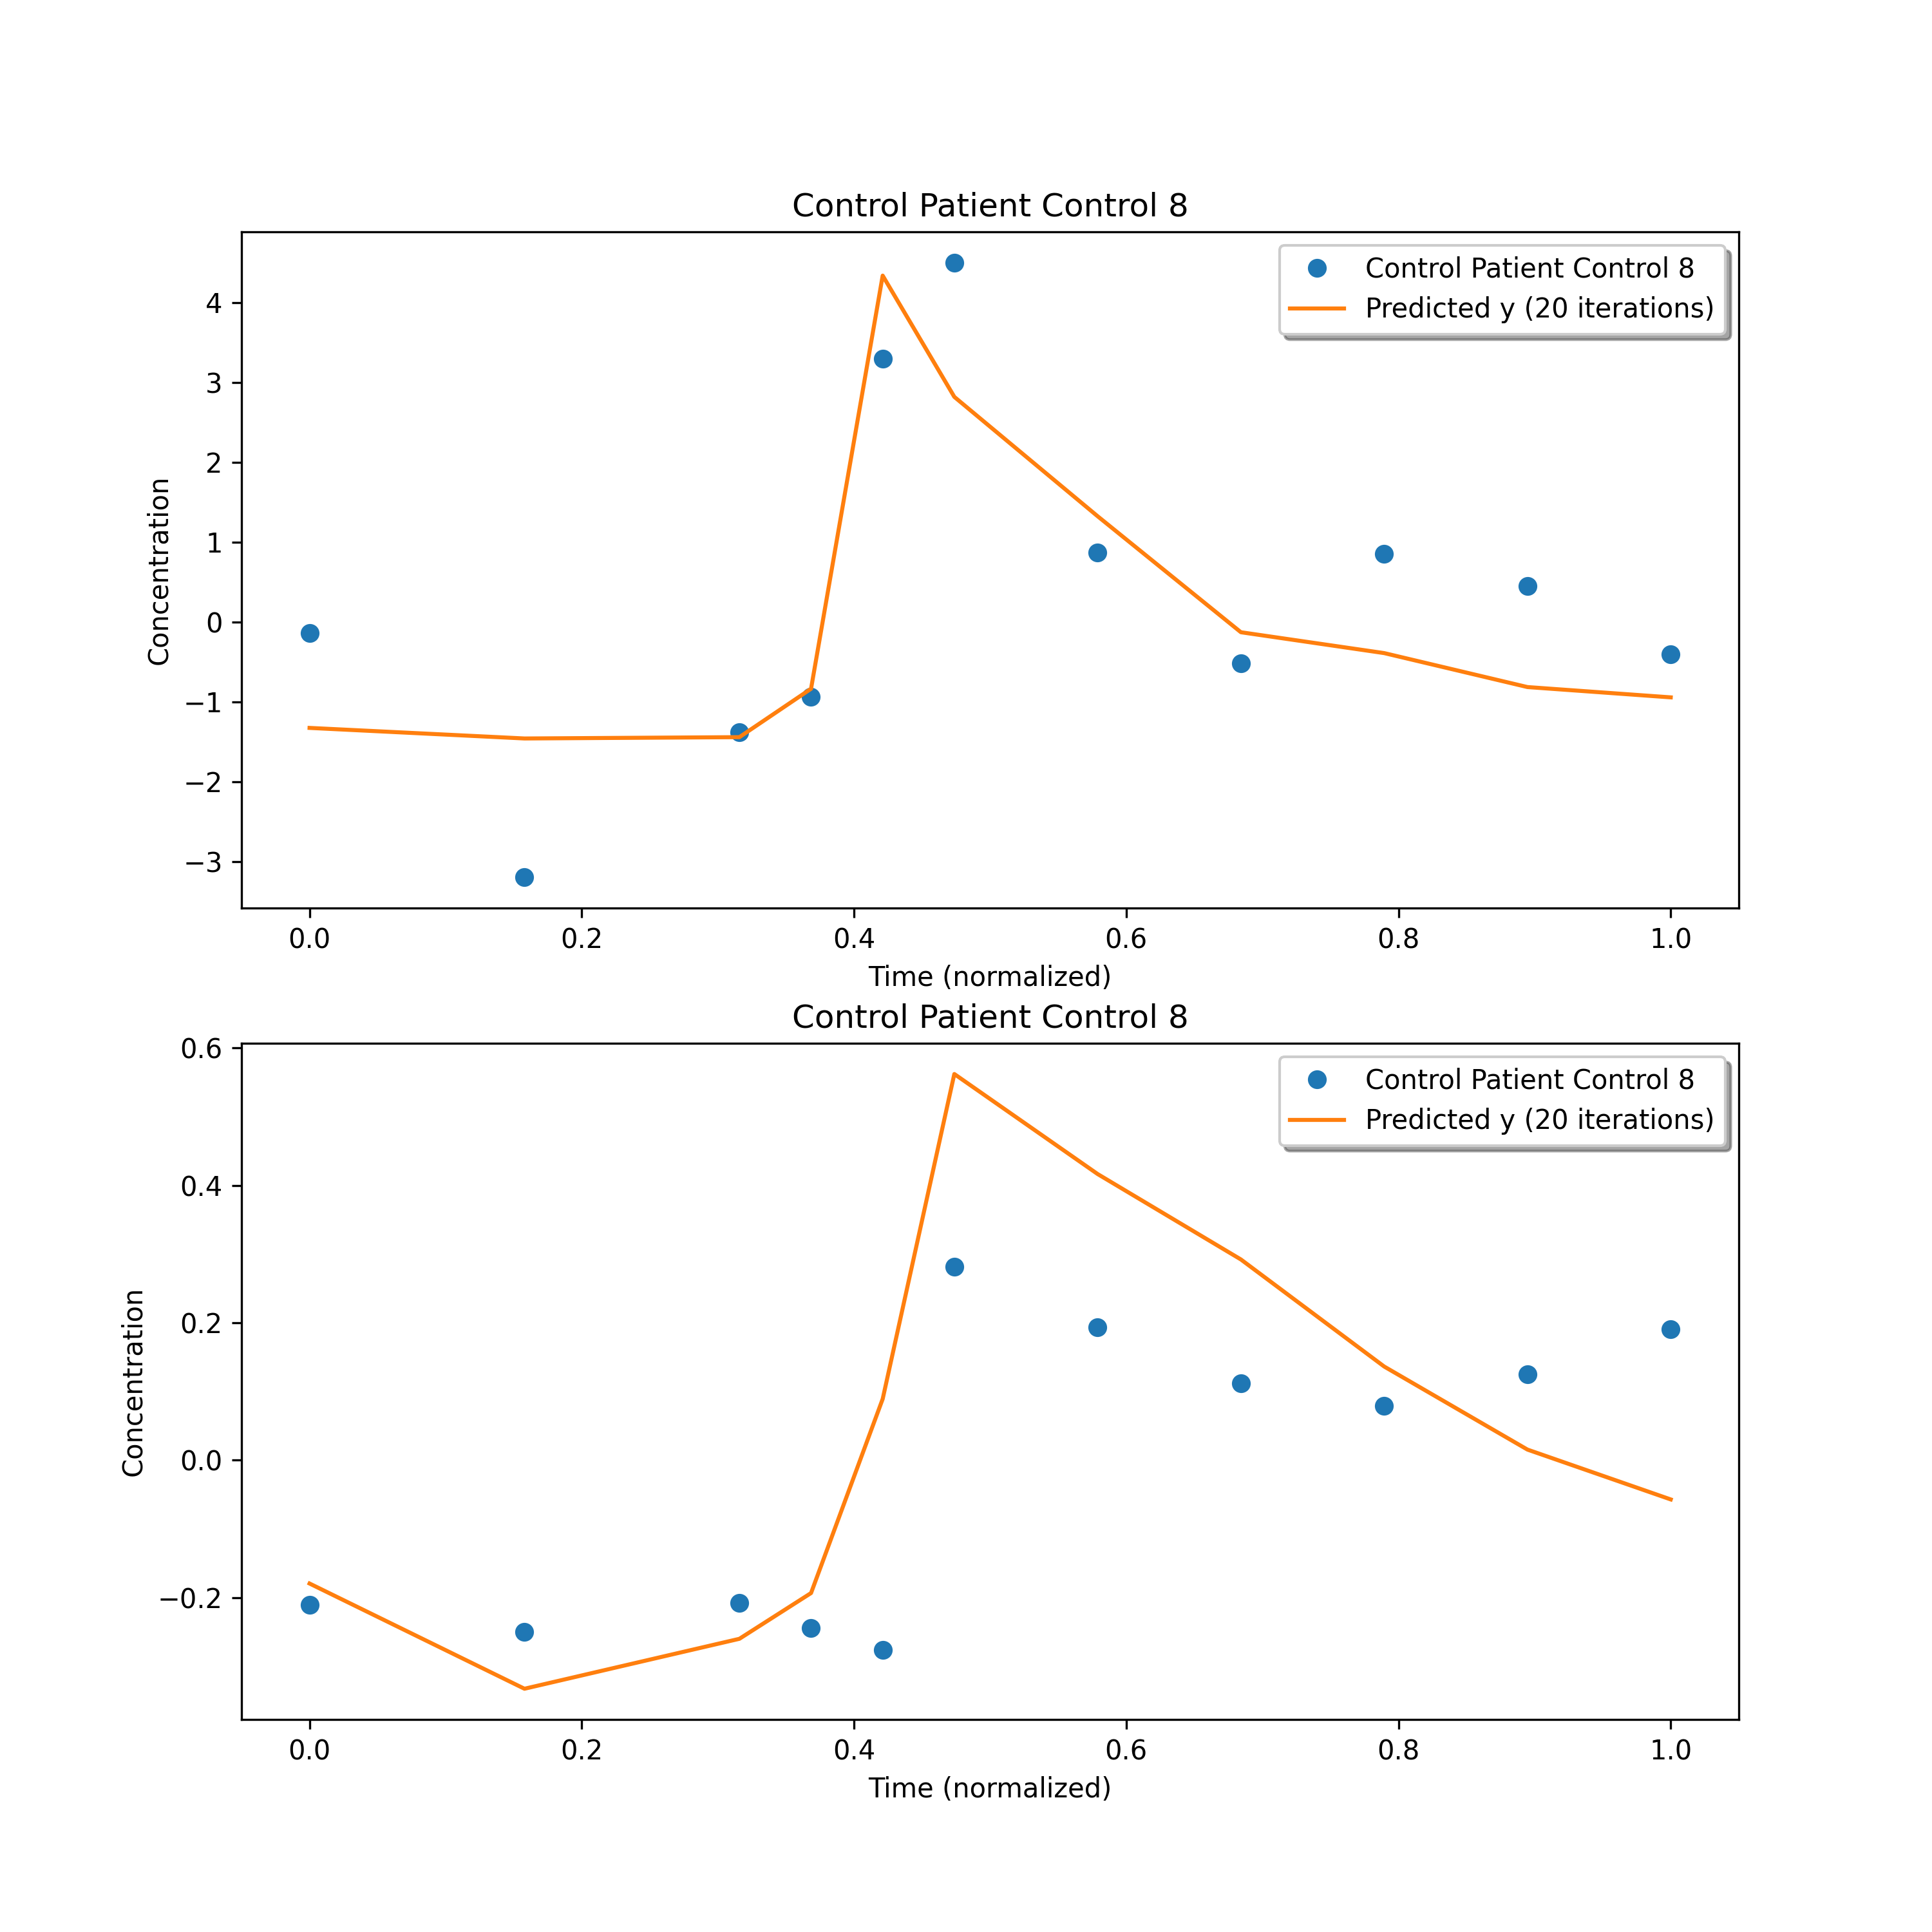 Control Patient Control 8
Control Patient Control 8
Predicted y (20 iterations)
4
3
2
1
0
−1
−2
−3
Concentration
0.0 0.2 0.4 0.6 0.8 1.0
Time (normalized)
Control Patient Control 8
Control Patient Control 8
Predicted y (20 iterations)
0.6
0.4
0.2
0.0
−0.2
Concentration
0.0 0.2 0.4 0.6 0.8 1.0
Time (normalized)